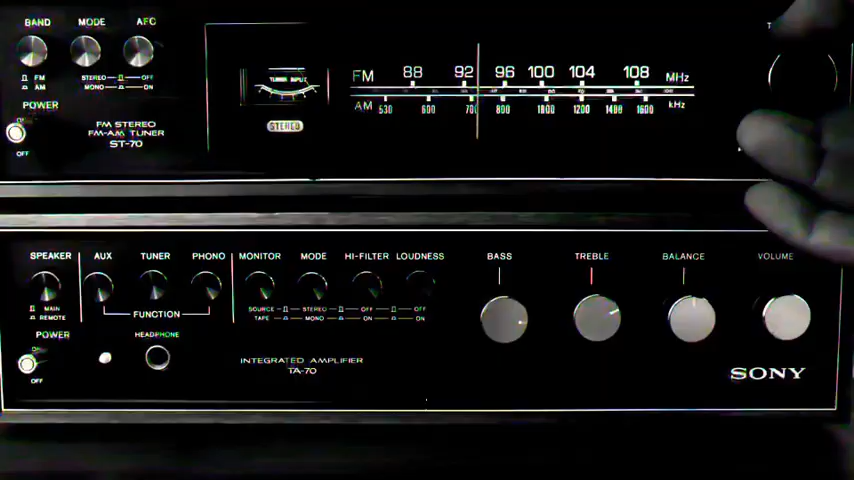 BAND MODE AFC
FM
AM
STEREO OFF
MONO ON
POWER
ON
OFF
FM STEREO
FM-AM TUNER
ST-70
TUNER INPUT
STEREO
FM 88 92 96 100 104 108 MHz
AM 530 600 700 800 1000 1200 1400 1600 kHz
SPEAKER AUX TUNER PHONO MONITOR MODE HI-FILTER LOUDNESS BASS TREBLE BALANCE VOLUME
MAIN
REMOTE
FUNCTION
SOURCE STEREO OFF OFF
TAPE MONO ON ON
POWER
ON
OFF
HEADPHONE
INTEGRATED AMPLIFIER
TA-70
SONY